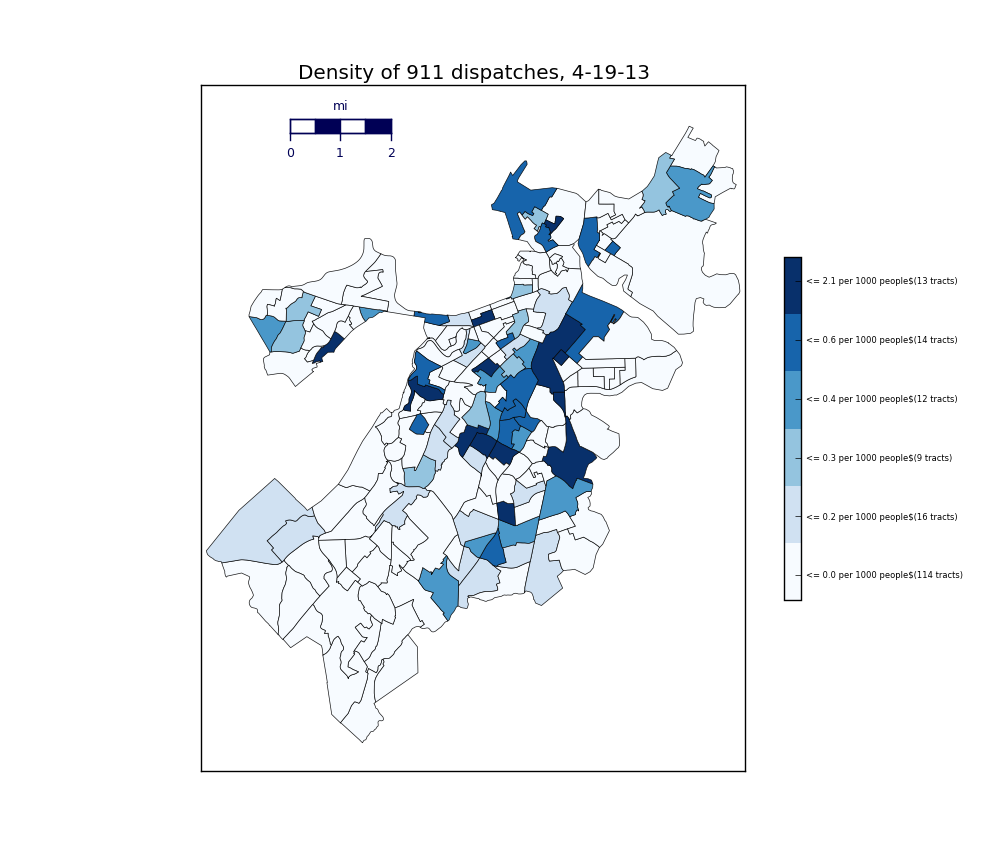 Density of 911 dispatches, 4-19-13
mi
0 1 2
<= 2.1 per 1000 people$(13 tracts)
<= 0.6 per 1000 people$(14 tracts)
<= 0.4 per 1000 people$(12 tracts)
<= 0.3 per 1000 people$(9 tracts)
<= 0.2 per 1000 people$(16 tracts)
<= 0.0 per 1000 people$(114 tracts)